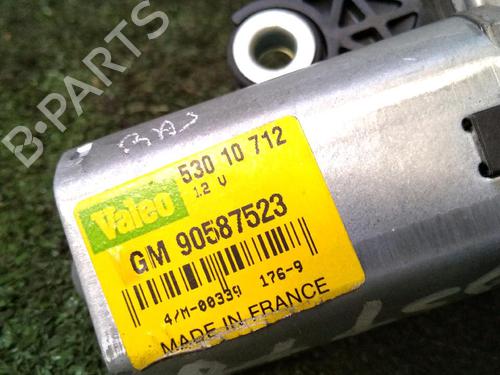 B-PARTS
530 10 712
12 V
Valeo
GM 90587523
4/M-00339 176-9
MADE IN FRANCE